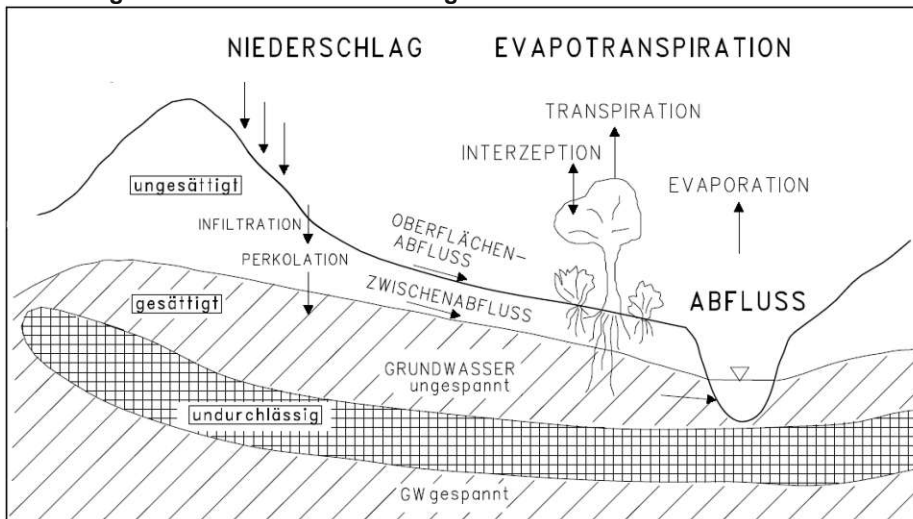 NIEDERSCHLAG
EVAPOTRANSPIRATION
TRANSPIRATION
INTERZEPTION
EVAPORATION
ungesättigt
INFILTRATION
OBERFLÄCHEN-
ABFLUSS
PERKOLATION
ZWISCHENABFLUSS
ABFLUSS
gesättigt
GRUNDWASSER
ungespannt
undurchlässig
GW gespannt